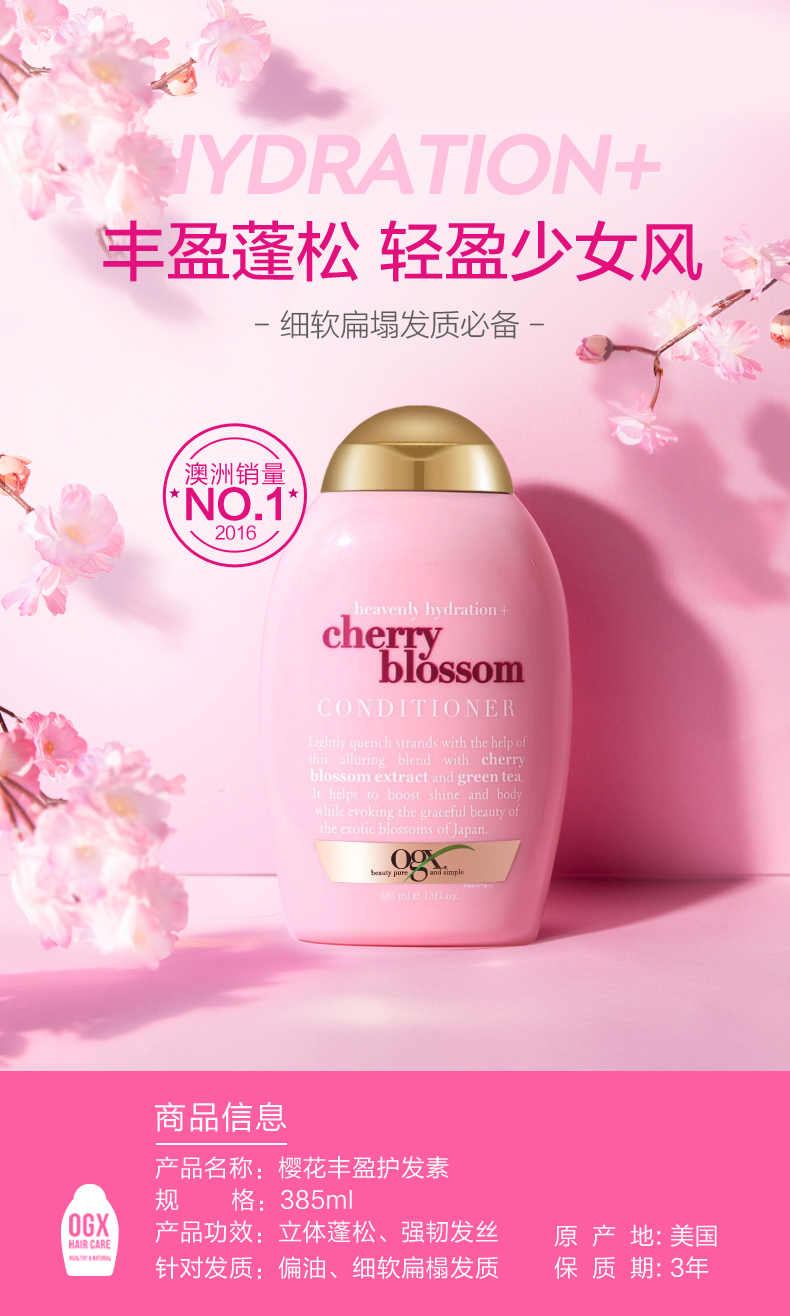 HYDRATION+
丰盈蓬松 轻盈少女风
- 细软扁塌发质必备 -
澳洲销量
NO.1
2016
heavenly hydration+
cherry
blossom
CONDITIONER
Lightly quench strands with the help of
this alluring blend with cherry
blossom extract and green tea.
It helps to boost shine and body
while evoking the graceful beauty of
the exotic blossoms of Japan.
ogx
beauty pure and simple
385 ml e 13fl.oz.
商品信息
产品名称：樱花丰盈护发素
规 格：385ml
产品功效：立体蓬松、强韧发丝
针对发质：偏油、细软扁榻发质
原 产 地: 美国
保 质 期: 3年
OGX
HAIR CARE
HEALTHY & NATURAL